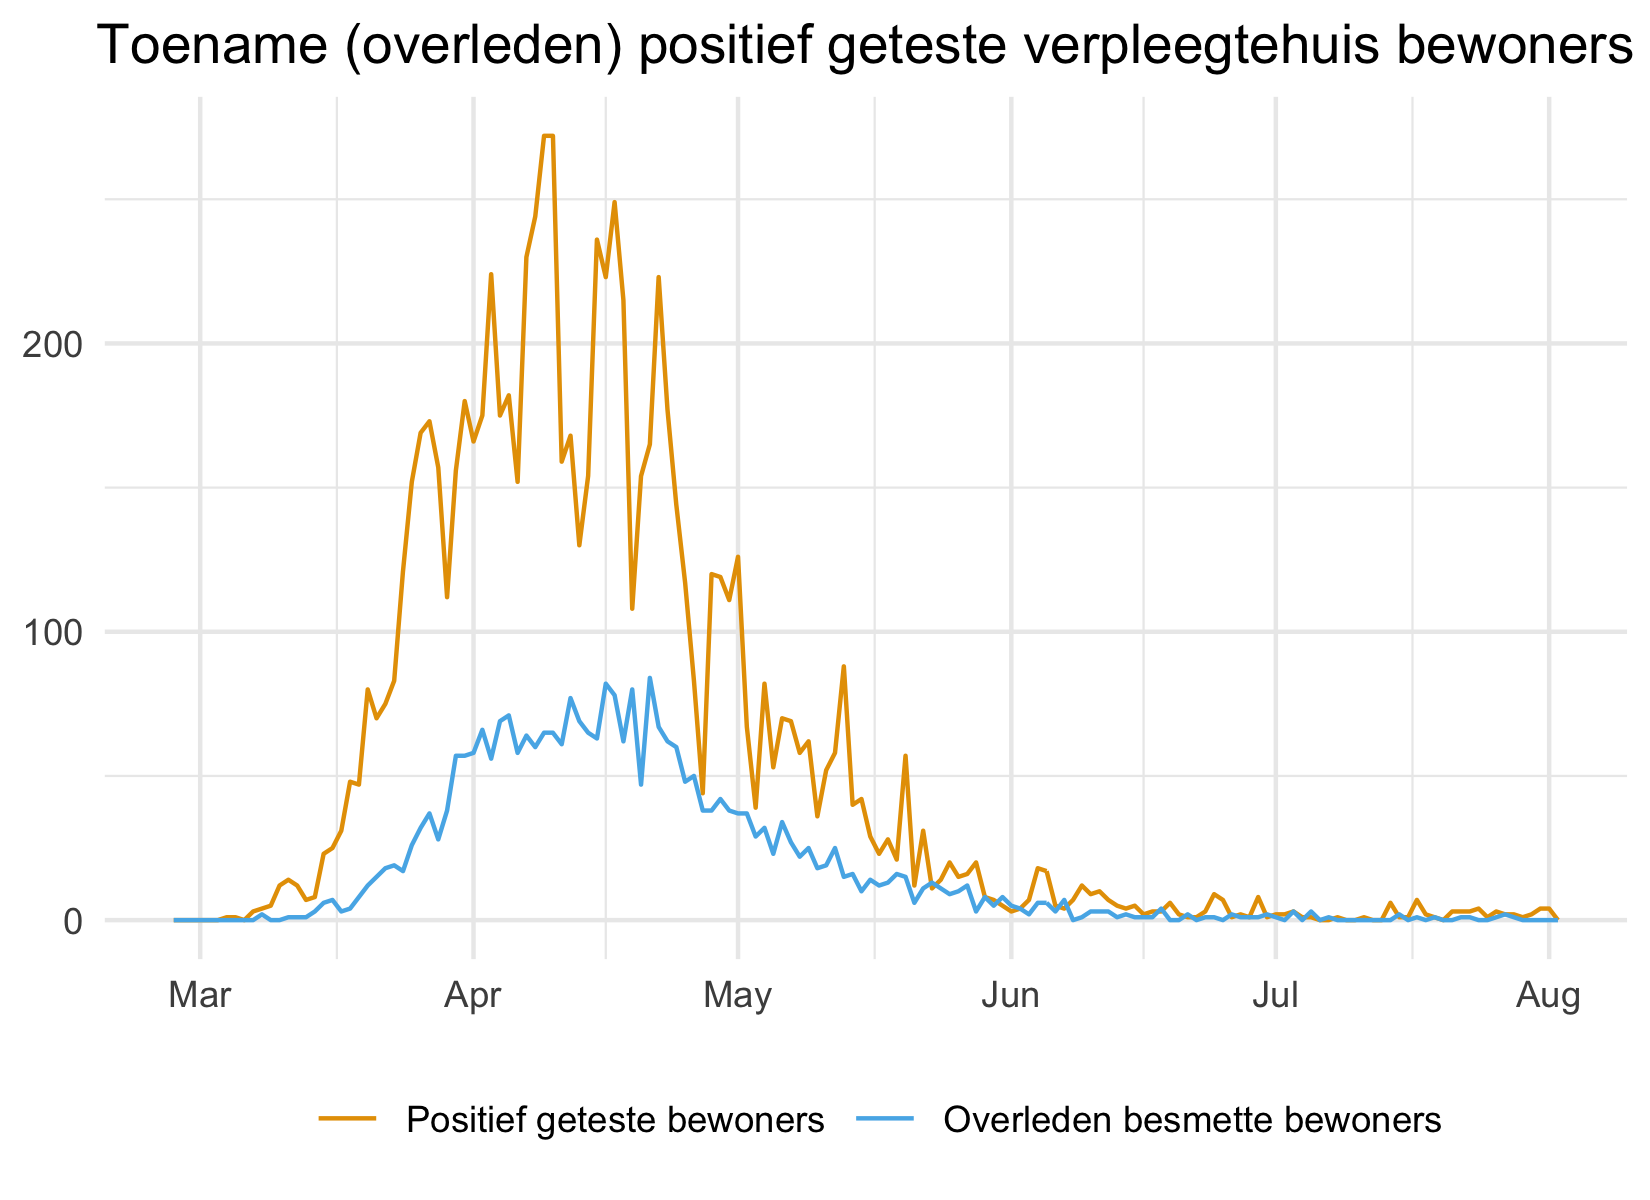 Toename (overleden) positief geteste verpleegtehuis bewoners
200
100
0
Mar Apr May Jun Jul Aug
Positief geteste bewoners Overleden besmette bewoners